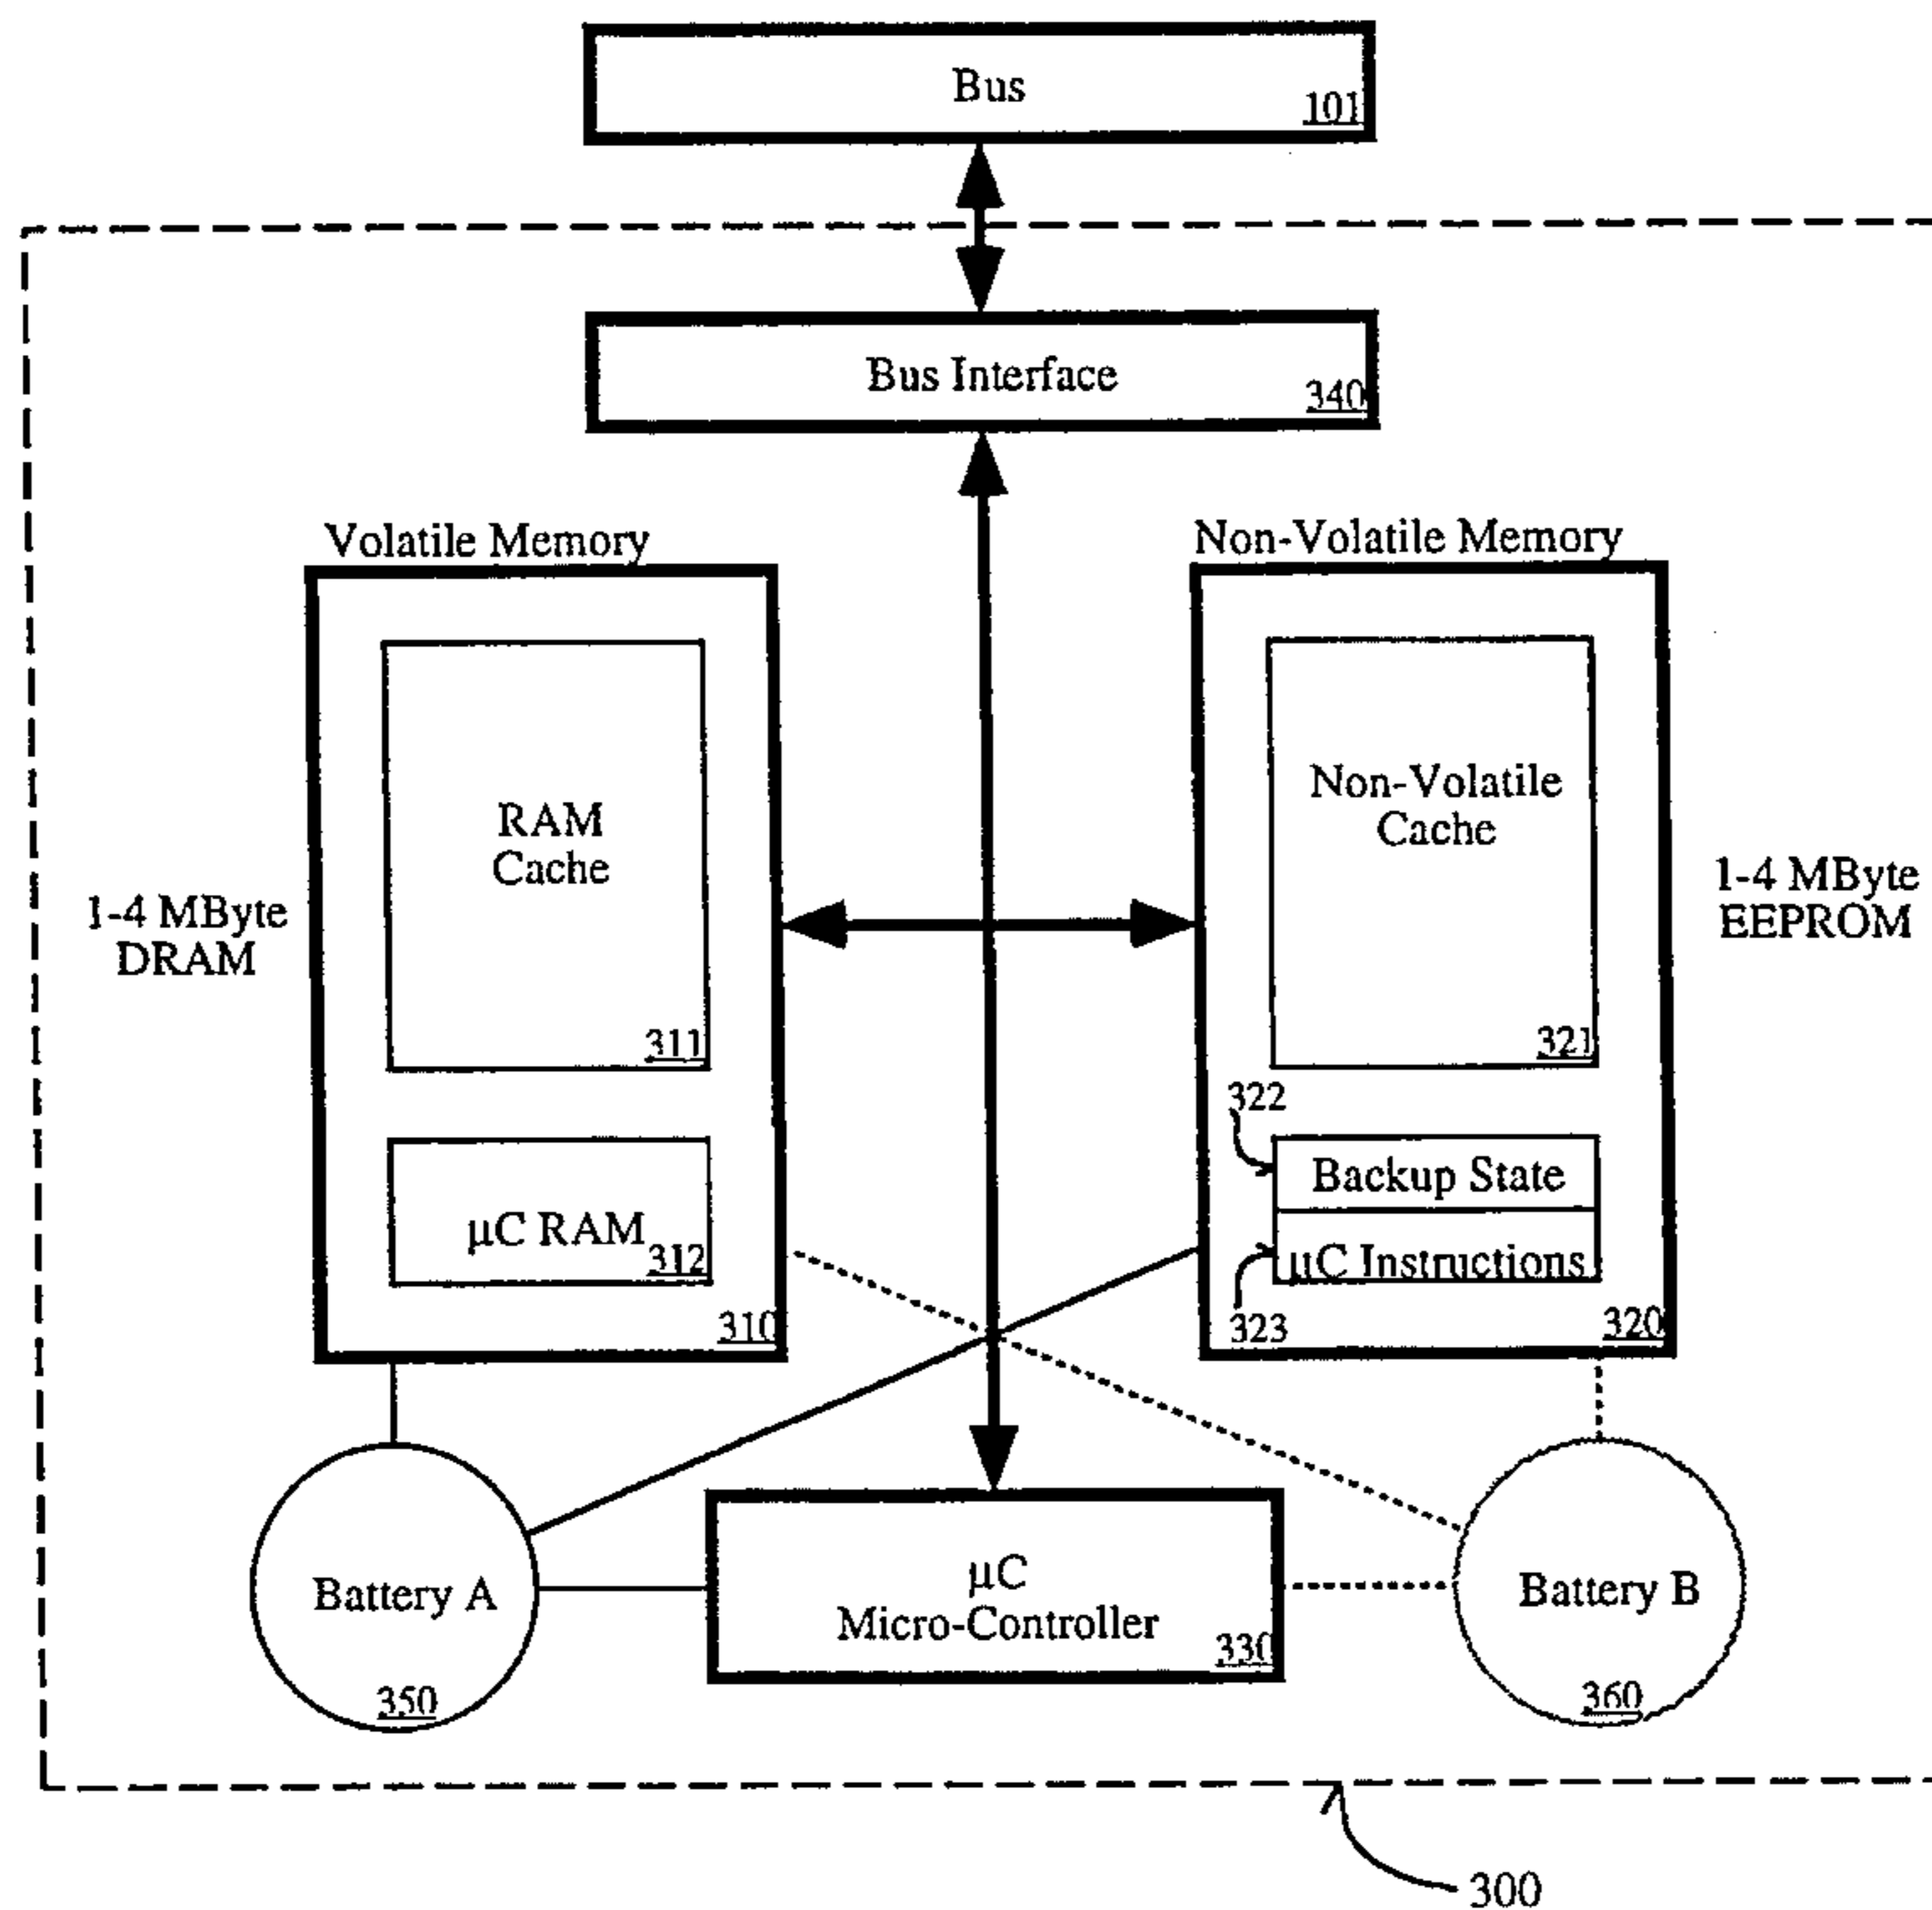 Bus
101
Bus Interface
340
Volatile Memory
Non-Volatile Memory
RAM
Cache
311
1-4 MByte
DRAM
µC RAM
312
310
Non-Volatile
Cache
321
1-4 MByte
EEPROM
322
Backup State
µC Instructions
323
320
Battery A
350
µC
Micro-Controller
330
Battery B
360
300